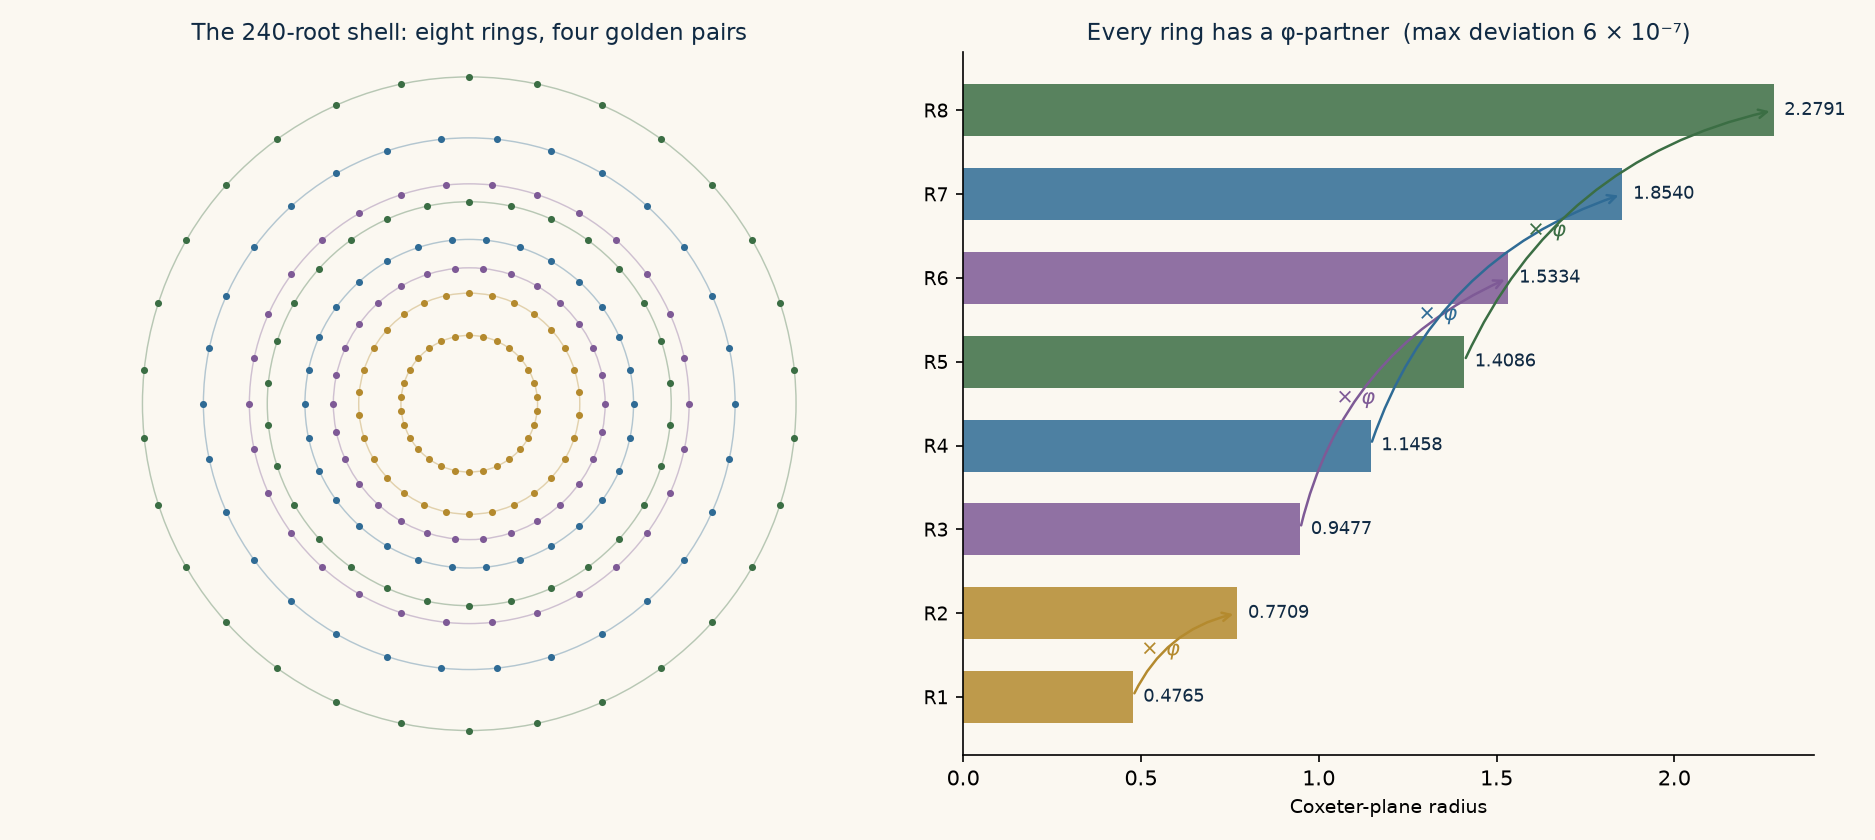 The 240-root shell: eight rings, four golden pairs
Every ring has a φ-partner (max deviation 6 × 10⁻⁷)
R8
2.2791
R7
1.8540
× φ
R6
1.5334
× φ
R5
1.4086
× φ
R4
1.1458
R3
0.9477
R2
0.7709
× φ
R1
0.4765
0.0
0.5
1.0
1.5
2.0
Coxeter-plane radius